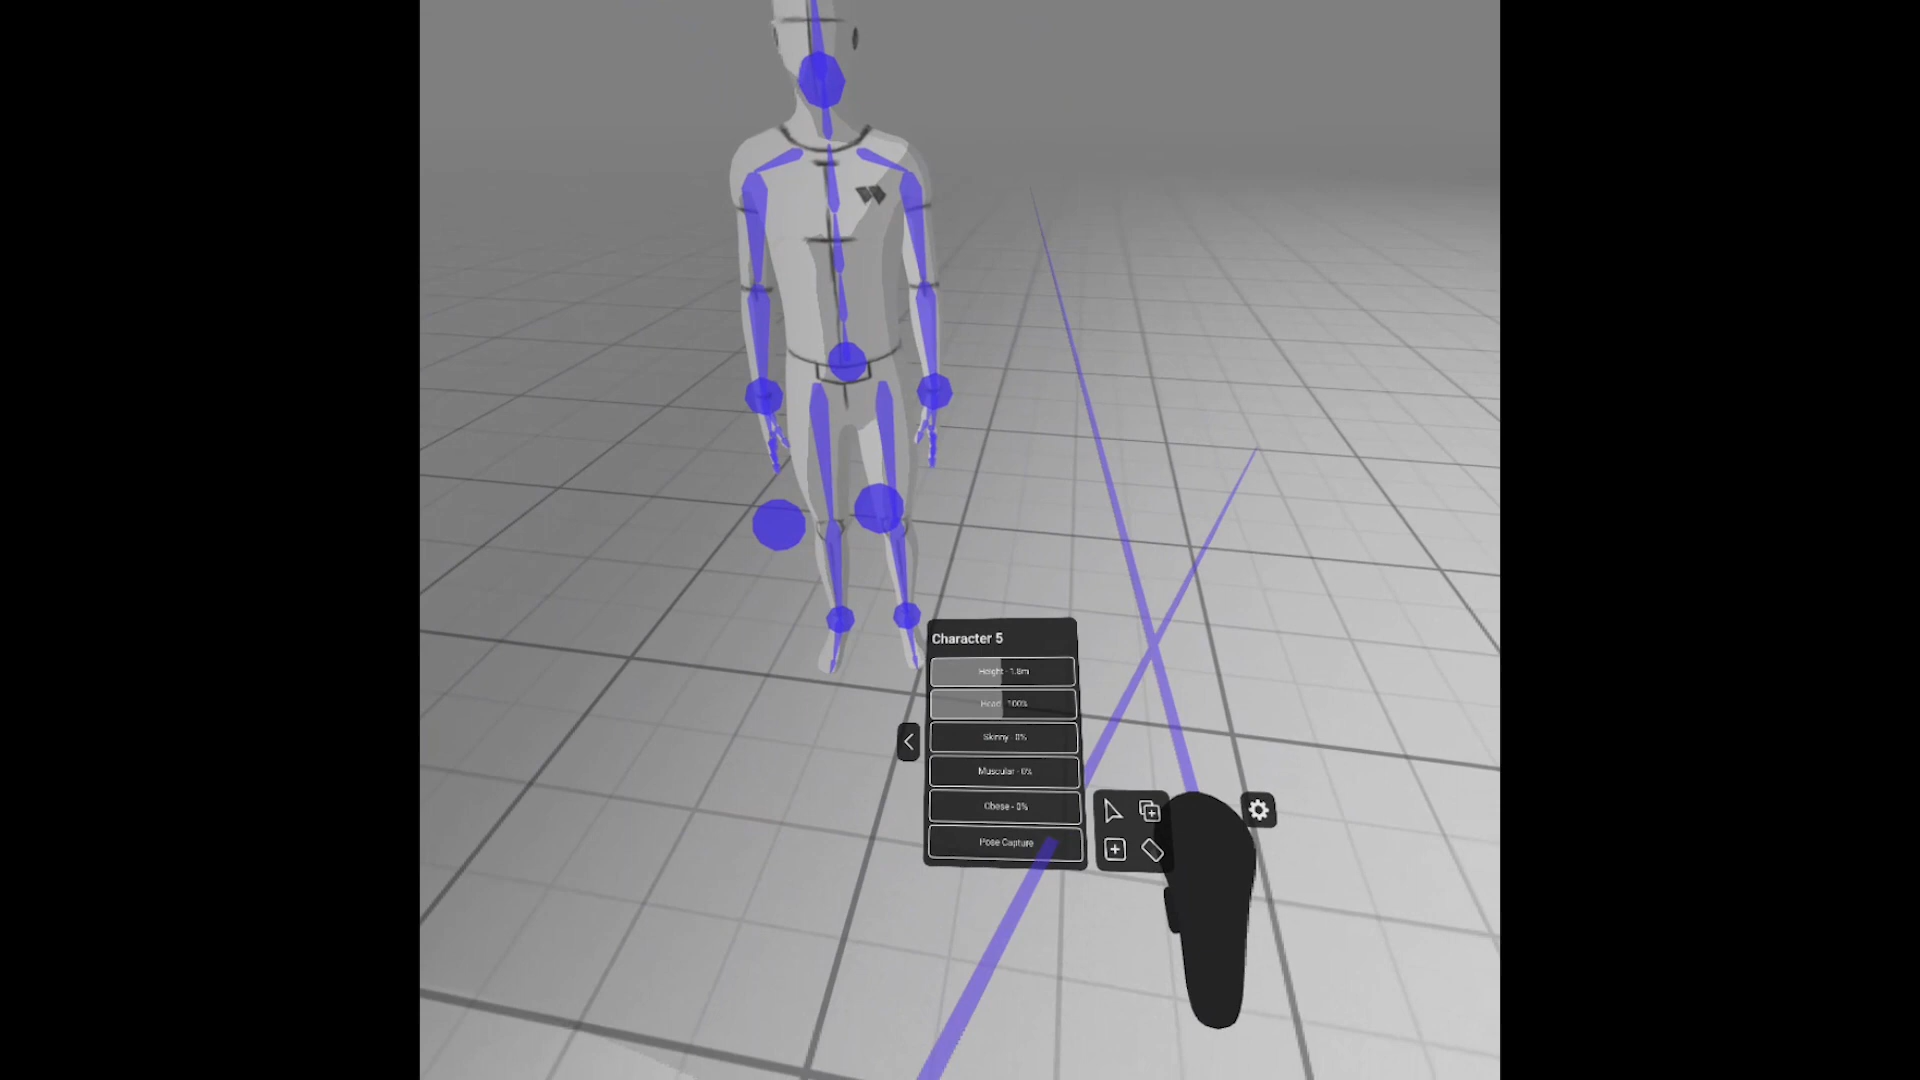 Character 5
Height - 1.8m
Head - 100%
Skinny - 0%
Muscular - 0%
Obese - 0%
Pose Capture